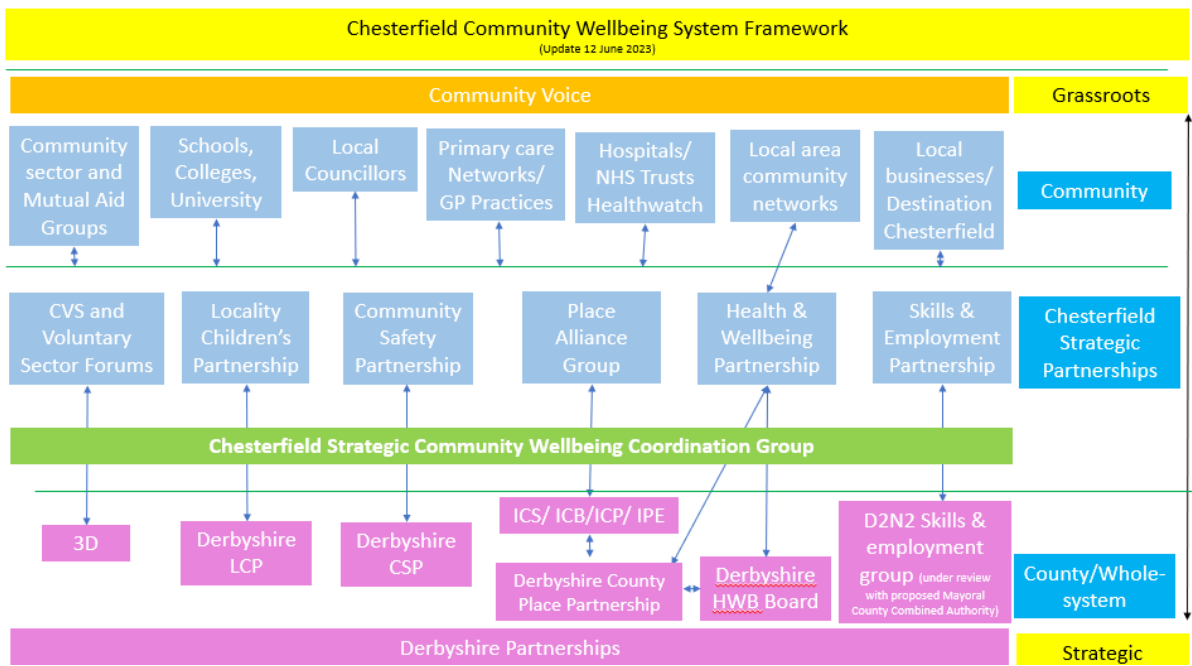 Chesterfield Community Wellbeing System Framework
(Update 12 June 2023)
Community Voice
Grassroots
Community
sector and
Mutual Aid
Groups
Schools,
Colleges,
University
Local
Councillors
Primary care
Networks/
GP Practices
Hospitals/
NHS Trusts
Healthwatch
Local area
community
networks
Local
businesses/
Destination
Chesterfield
Community
CVS and
Voluntary
Sector Forums
Locality
Children's
Partnership
Community
Safety
Partnership
Place
Alliance
Group
Health &
Wellbeing
Partnership
Skills &
Employment
Partnership
Chesterfield
Strategic
Partnerships
Chesterfield Strategic Community Wellbeing Coordination Group
3D
Derbyshire
LCP
Derbyshire
CSP
ICS/ ICB/ICP/ IPE
Derbyshire County
Place Partnership
Derbyshire
HWB Board
D2N2 Skills &
employment
group (under review
with proposed Mayoral
County Combined Authority)
County/Whole-
system
Derbyshire Partnerships
Strategic